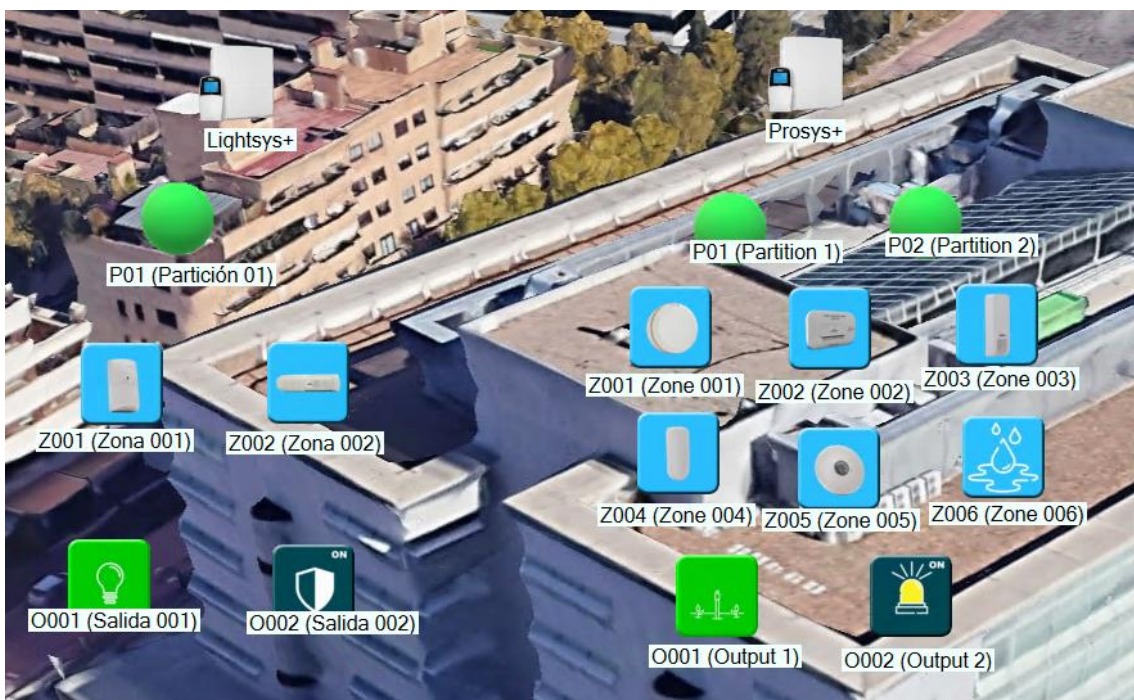 Lightsys+
Prosys+
P01 (Partición 01)
P01 (Partition 1)
P02 (Partition 2)
Z001 (Zone 001)
Z002 (Zone 002)
Z003 (Zone 003)
Z001 (Zona 001)
Z002 (Zona 002)
Z004 (Zone 004)
Z005 (Zone 005)
Z006 (Zone 006)
ON
O001 (Salida 001)
O002 (Salida 002)
ON
O001 (Output 1)
O002 (Output 2)